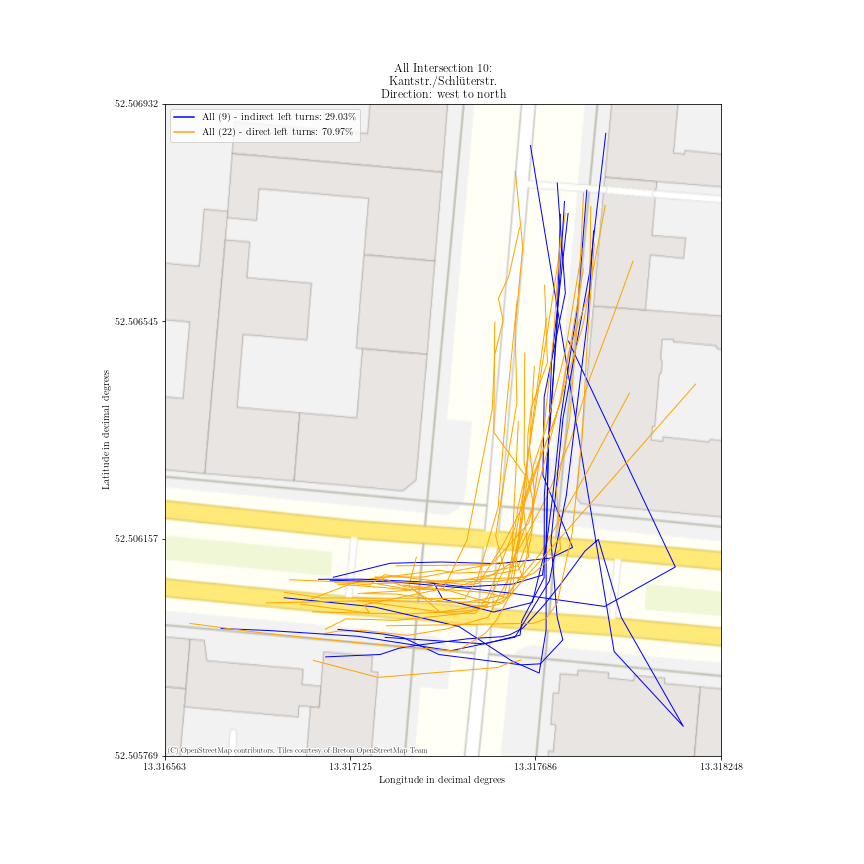 All Intersection 10:
Kantstr./Schlüterstr.
Direction: west to north
All (9) - indirect left turns: 29.03%
All (22) - direct left turns: 70.97%
52.506932
52.506545
52.506157
52.505769
Latitude in decimal degrees
(C) OpenStreetMap contributors, Tiles courtesy of Breton OpenStreetMap Team
13.316563
13.317125
13.317686
13.318248
Longitude in decimal degrees